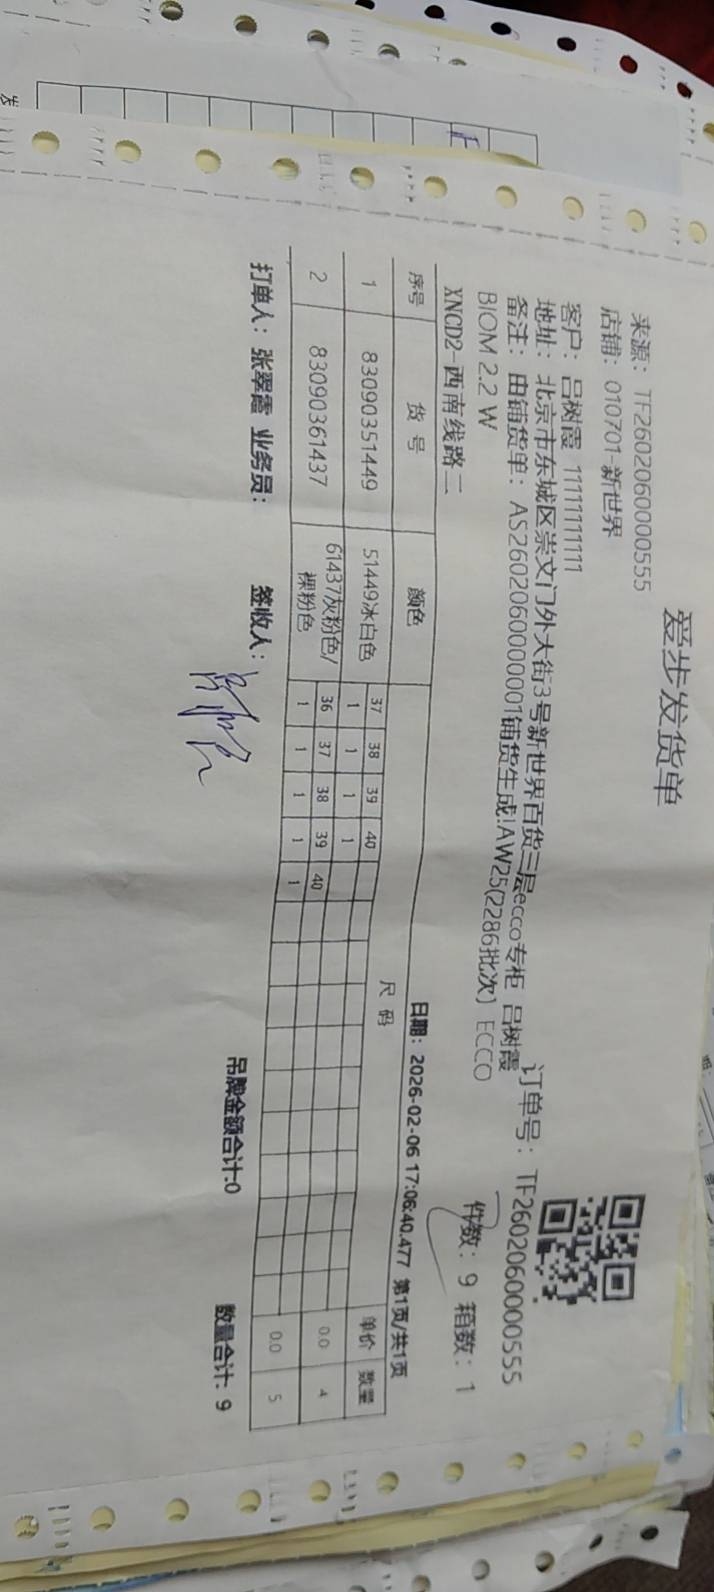 爱步发货单
来源：TF2602060000555
订单号：TF2602060000555
店铺：010701-新世界
客户：吕树霞 11111111111
地址：北京市东城区崇文门外大街3号新世界百货三层ecco专柜 吕树霞
备注：由铺货单：AS2602060000001铺货生成!AW25(2286批次) ECCO
BIOM 2.2 W
件数：9 箱数：1
XNCD2-西南线路二
日期：2026-02-06 17:06:40.477 第1页/共1页
序号 货号 颜色 尺码 单价 数量
1 83090351449 51449冰白色 37 38 39 40 0.0 4
1 1 1 1
2 83090361437 61437灰粉色/裸粉色 36 37 38 39 40 0.0 5
1 1 1 1 1
打单人：张翠霞 业务员： 签收人： 吊牌金额合计:0 数量合计: 9